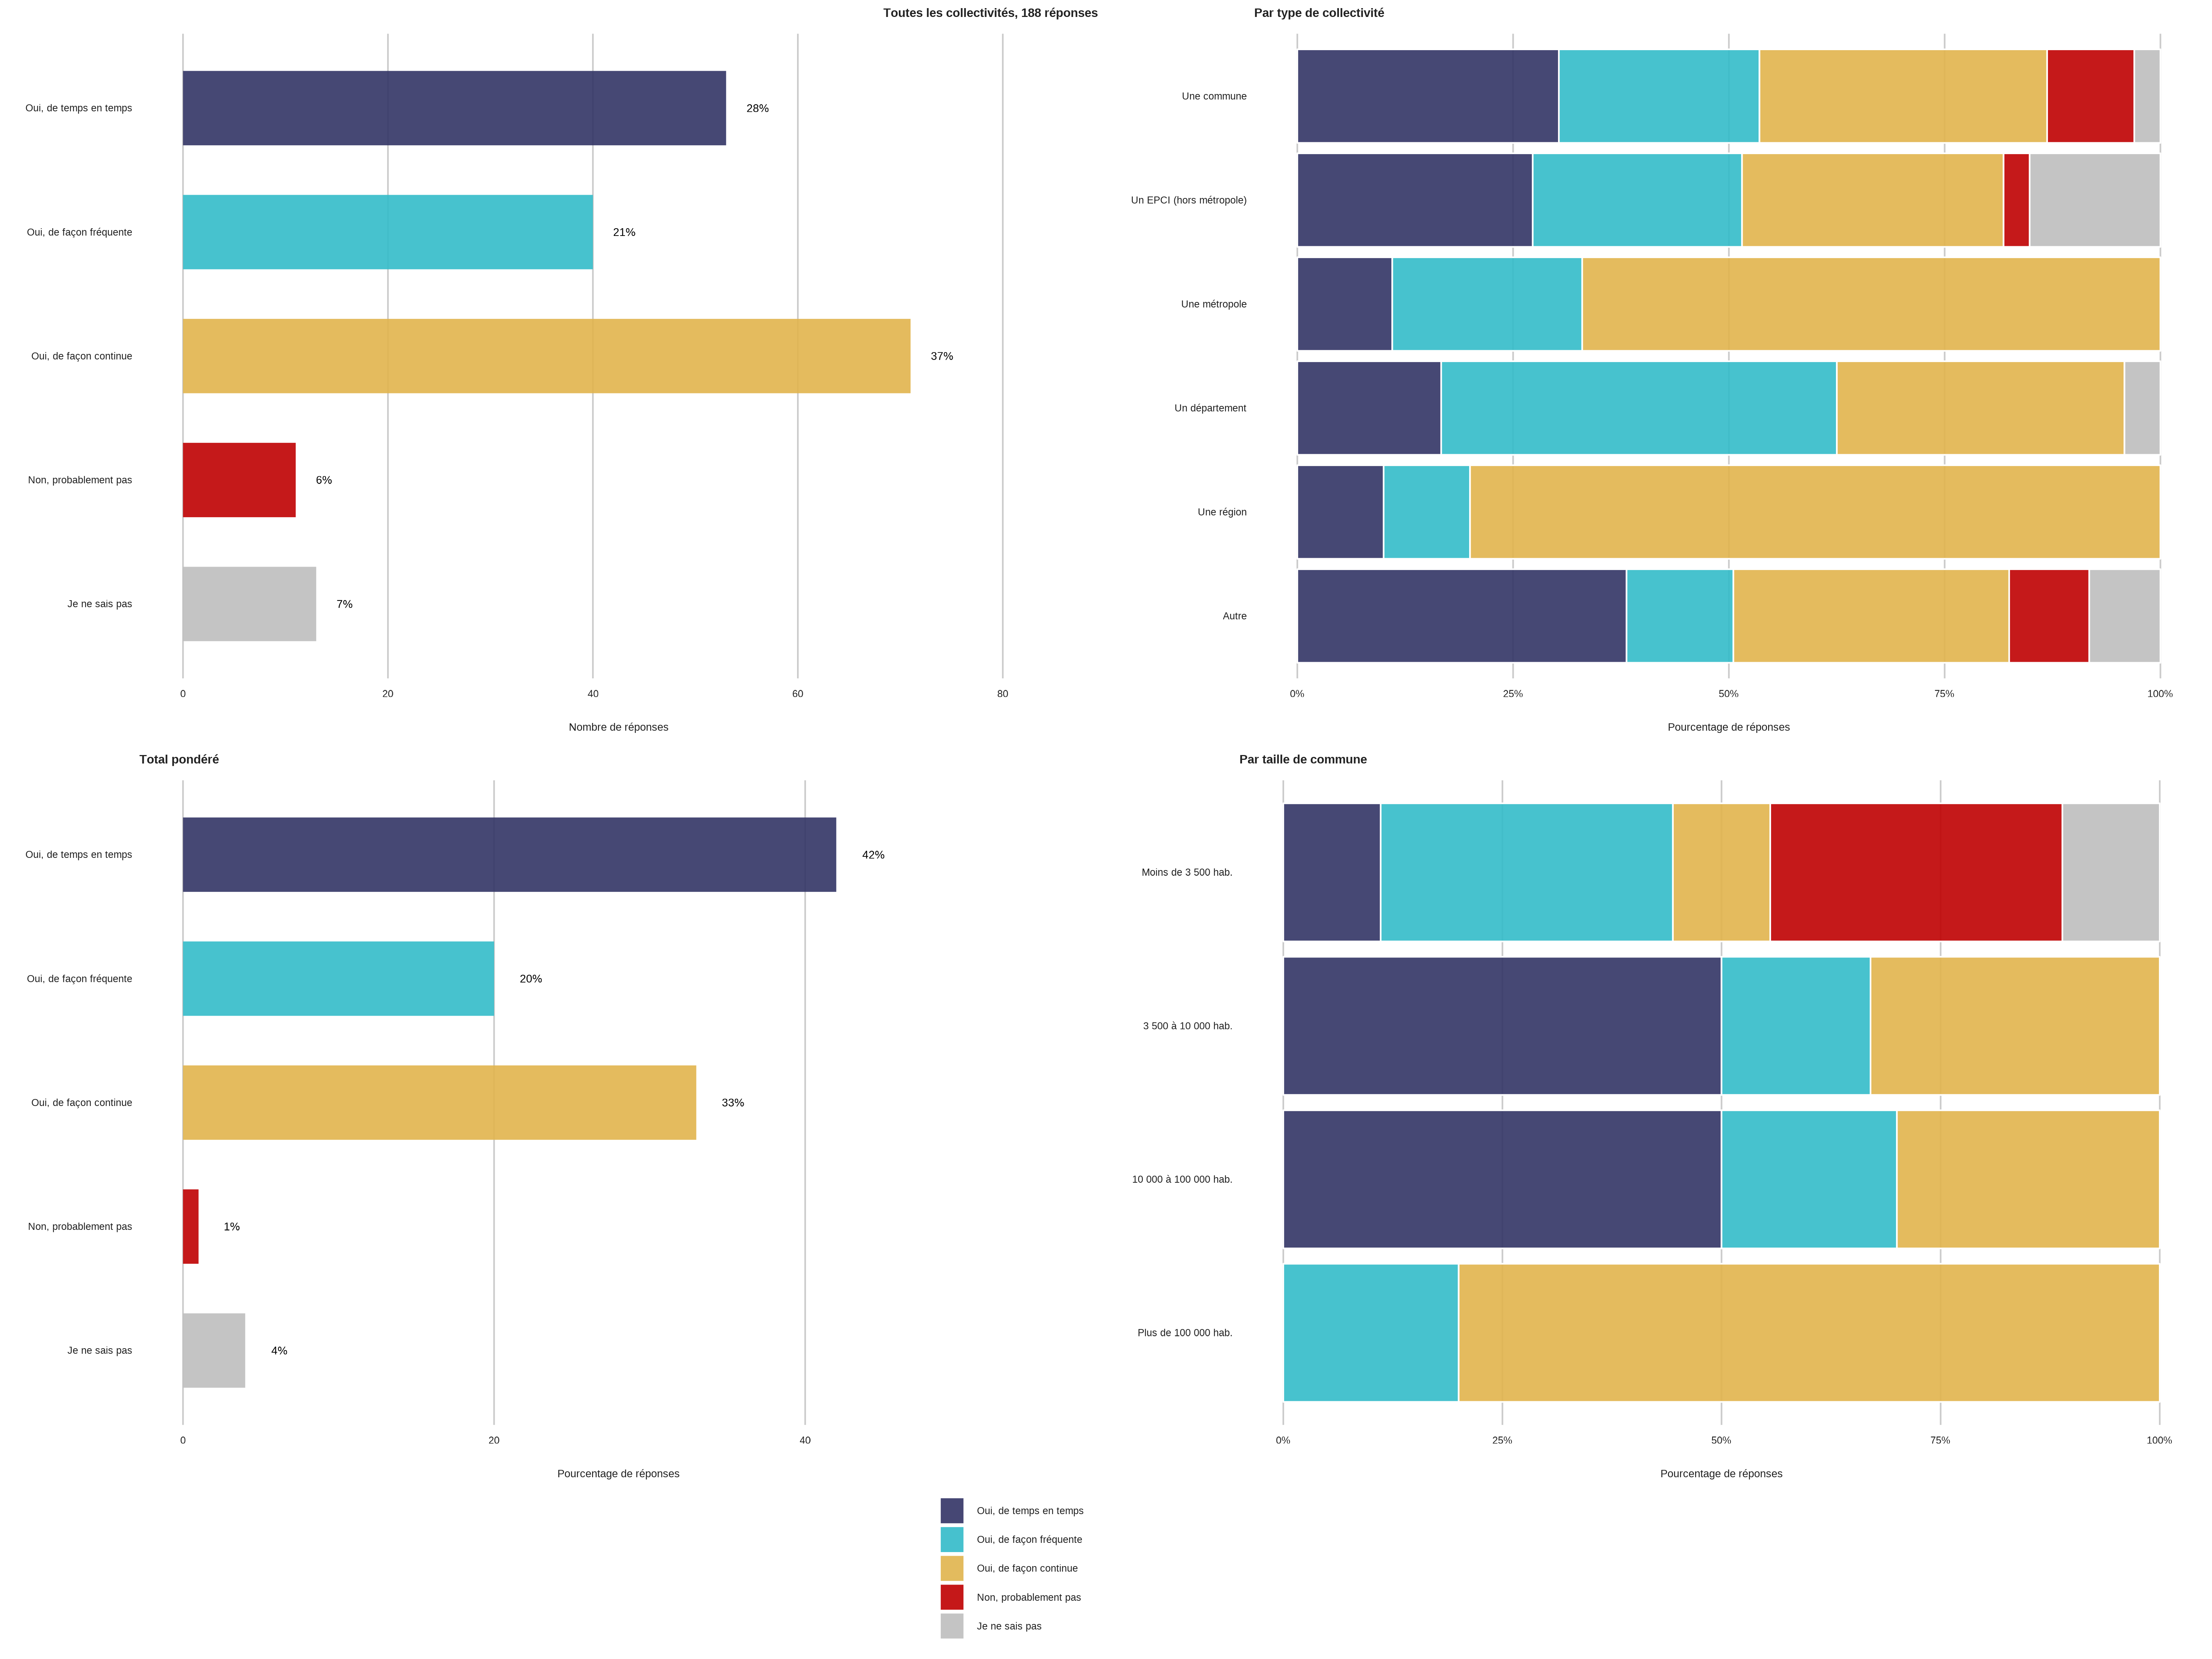 Toutes les collectivités, 188 réponses
Oui, de temps en temps
28%
Oui, de façon fréquente
21%
Oui, de façon continue
37%
Non, probablement pas
6%
Je ne sais pas
7%
0 20 40 60 80
Nombre de réponses
Par type de collectivité
Une commune
Un EPCI (hors métropole)
Une métropole
Un département
Une région
Autre
0% 25% 50% 75% 100%
Pourcentage de réponses
Total pondéré
Oui, de temps en temps
42%
Oui, de façon fréquente
20%
Oui, de façon continue
33%
Non, probablement pas
1%
Je ne sais pas
4%
0 20 40
Pourcentage de réponses
Par taille de commune
Moins de 3 500 hab.
3 500 à 10 000 hab.
10 000 à 100 000 hab.
Plus de 100 000 hab.
0% 25% 50% 75% 100%
Pourcentage de réponses
Oui, de temps en temps
Oui, de façon fréquente
Oui, de façon continue
Non, probablement pas
Je ne sais pas